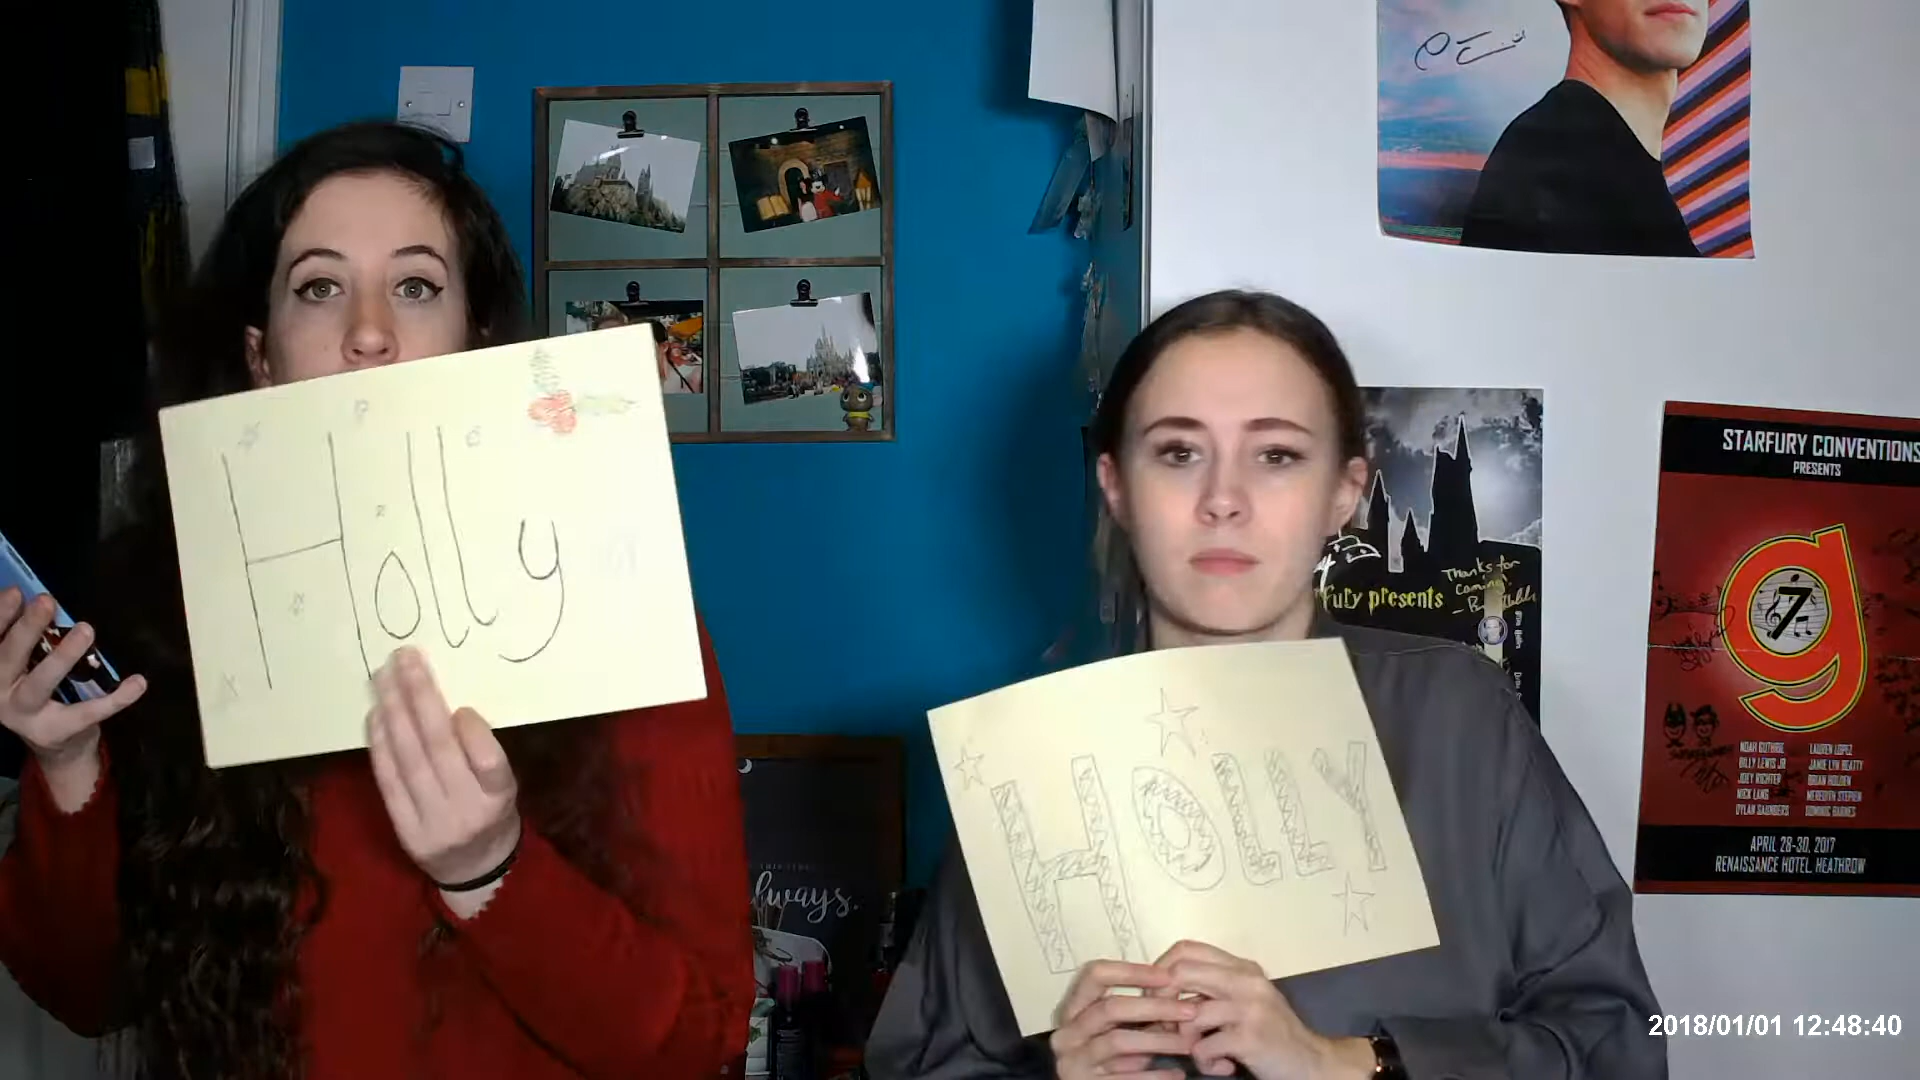 Holly
HOLLY
Fury presents
Thanks for
coming!
STARFURY CONVENTIONS
PRESENTS
g
7
NOAH GUTHRIE
BILLY LEWIS JR
JOEY RICHTER
NICK LANG
DYLAN SAUNDERS
LAUREN LOPEZ
JAMIE LYN BEATTY
BRIAN HOLDEN
MEREDITH STEPIEN
DOMINIC BARNES
APRIL 28-30, 2017
RENAISSANCE HOTEL, HEATHROW
always.
2018/01/01 12:48:40